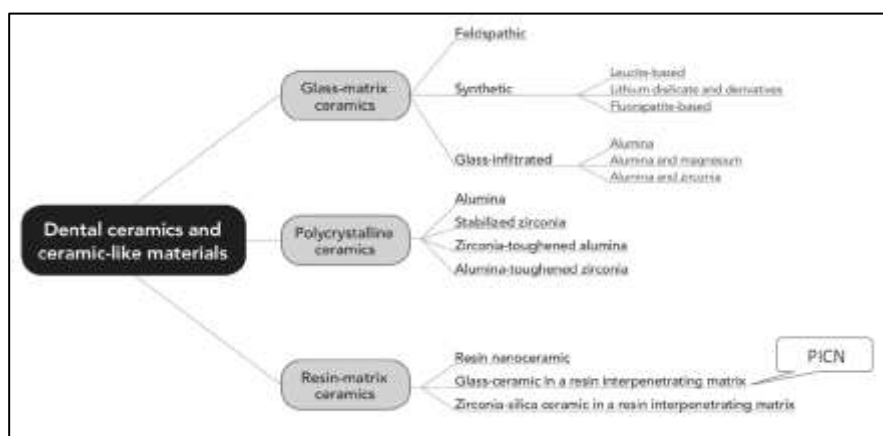 Feldspathic
Glass-matrix
ceramics
Synthetic
Leucite-based
Lithium disilicate and derivatives
Fluorapatite-based
Glass-infiltrated
Alumina
Alumina and magnesium
Alumina and zirconia
Dental ceramics and
ceramic-like materials
Polycrystalline
ceramics
Alumina
Stabilized zirconia
Zirconia-toughened alumina
Alumina-toughened zirconia
Resin-matrix
ceramics
Resin nanoceramic
Glass-ceramic in a resin interpenetrating matrix
Zirconia-silica ceramic in a resin interpenetrating matrix
PICN